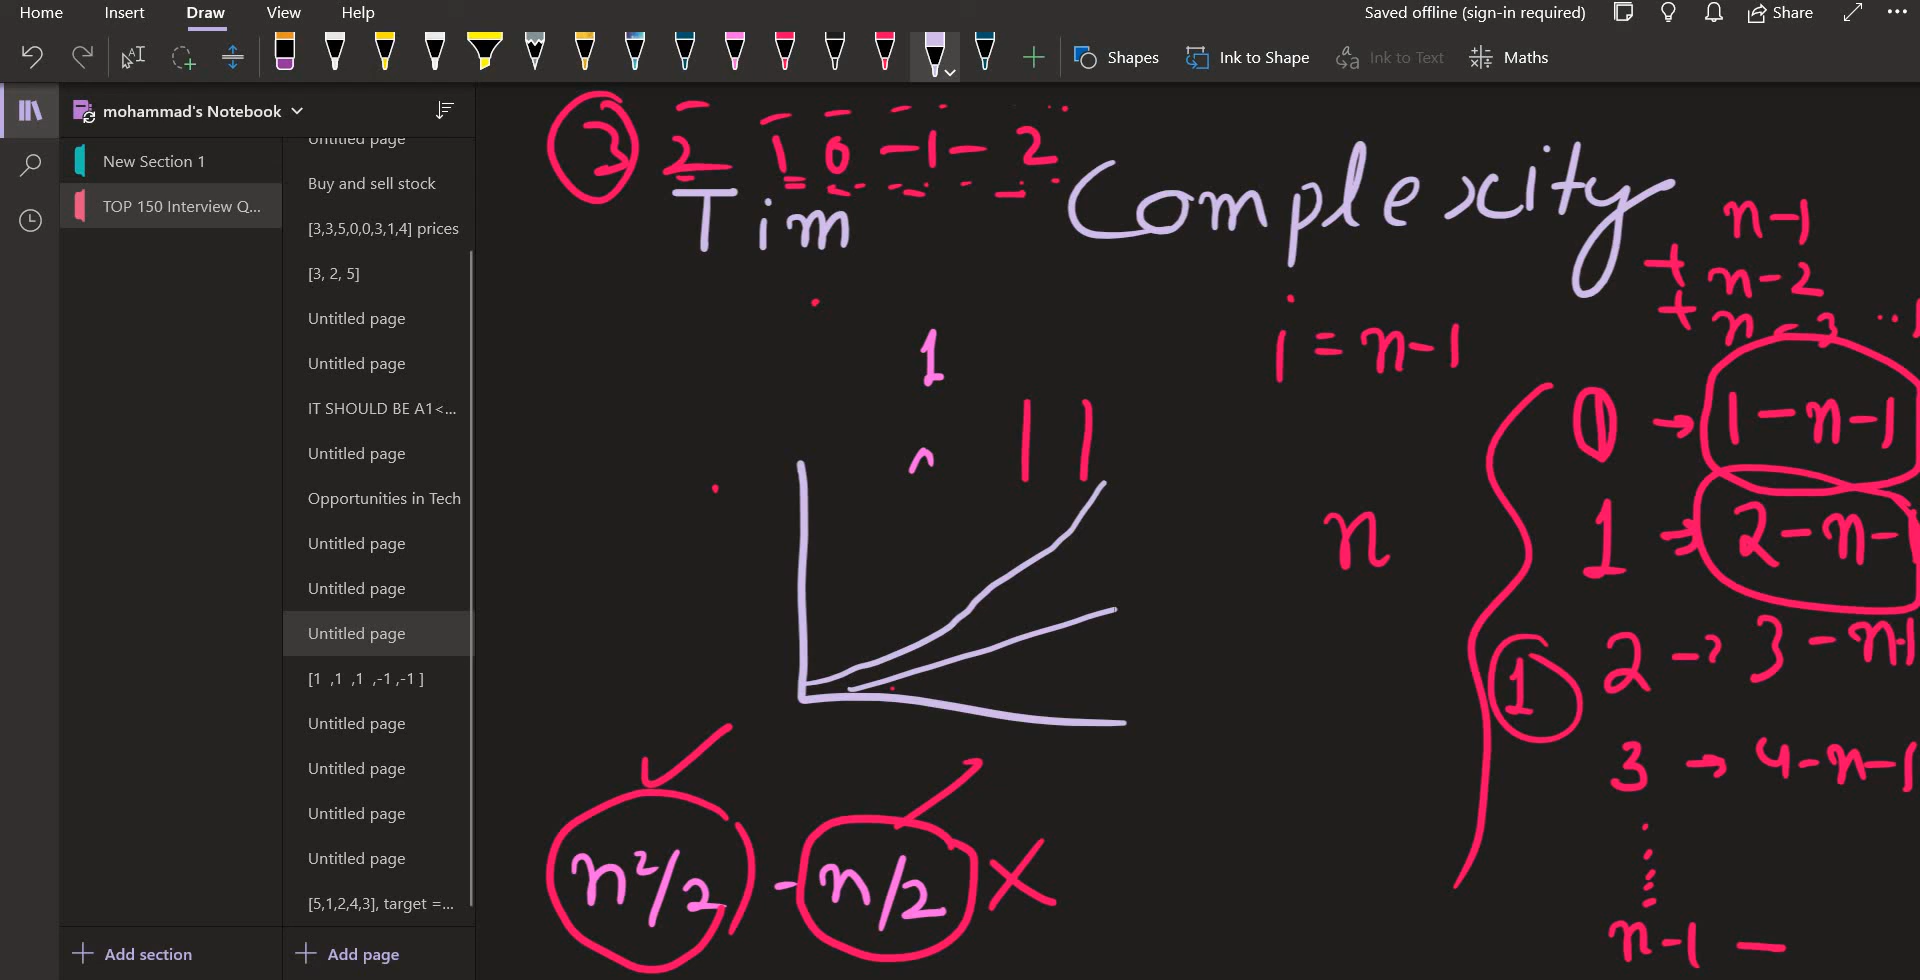 Home Insert Draw View Help
Saved offline (sign-in required) Share
Shapes Ink to Shape Ink to Text Maths
mohammad's Notebook
New Section 1
TOP 150 Interview Q...
Untitled page
Buy and sell stock
[3,3,5,0,0,3,1,4] prices
[3, 2, 5]
Untitled page
Untitled page
IT SHOULD BE A1<...
Untitled page
Opportunities in Tech
Untitled page
Untitled page
Untitled page
[1 ,1 ,1 ,-1 ,-1 ]
Untitled page
Untitled page
Untitled page
Untitled page
[5,1,2,4,3], target =...
Add section
Add page
3 2 1 0 -1 - 2
Tim Complexity
n-1
+ n-2
+ n-3 ..
1
i = n-1
n
0 → 1-n-1
1 → 2-n-1
2 → 3-n-1
1
3 → 4-n-1
n-1 —
n²/2 - n/2 X